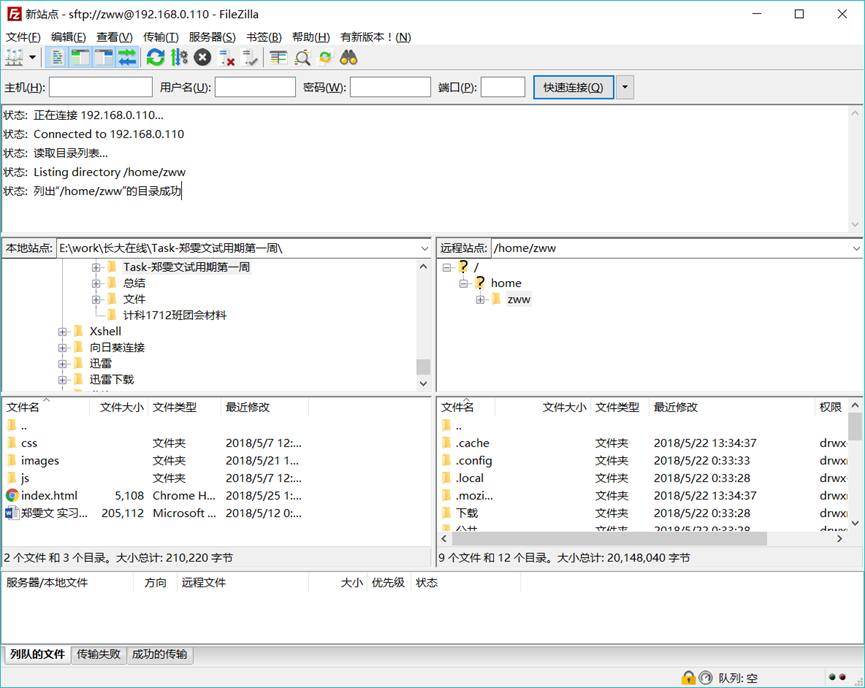 新站点 - sftp://zww@192.168.0.110 - FileZilla
文件(F) 编辑(E) 查看(V) 传输(T) 服务器(S) 书签(B) 帮助(H) 有新版本！(N)
主机(H): 用户名(U): 密码(W): 端口(P): 快速连接(Q)
状态: 正在连接 192.168.0.110...
状态: Connected to 192.168.0.110
状态: 读取目录列表...
状态: Listing directory /home/zww
状态: 列出“/home/zww”的目录成功
本地站点: E:\work\长大在线\Task-郑雯文试用期第一周\
Task-郑雯文试用期第一周
总结
文件
计科1712班团会材料
Xshell
向日葵连接
迅雷
迅雷下载
远程站点: /home/zww
/
home
zww
文件名 文件大小 文件类型 最近修改
..
css 文件夹 2018/5/7 12:...
images 文件夹 2018/5/21 1...
js 文件夹 2018/5/7 12:...
index.html 5,108 Chrome H... 2018/5/25 1:...
郑雯文 实习... 205,112 Microsoft ... 2018/5/12 0:...
2 个文件 和 3 个目录。大小总计: 210,220 字节
文件名 文件大小 文件类型 最近修改 权限
..
.cache 文件夹 2018/5/22 13:34:37 drwx
.config 文件夹 2018/5/22 0:33:33 drwx
.local 文件夹 2018/5/22 0:33:28 drwx
.mozi... 文件夹 2018/5/22 13:34:37 drwx
下载 文件夹 2018/5/22 0:33:28 drwx
公共 文件夹 2018/5/22 0:33:28 drwx
9 个文件 和 12 个目录。大小总计: 20,148,040 字节
服务器/本地文件 方向 远程文件 大小 优先级 状态
列队的文件 传输失败 成功的传输
队列: 空